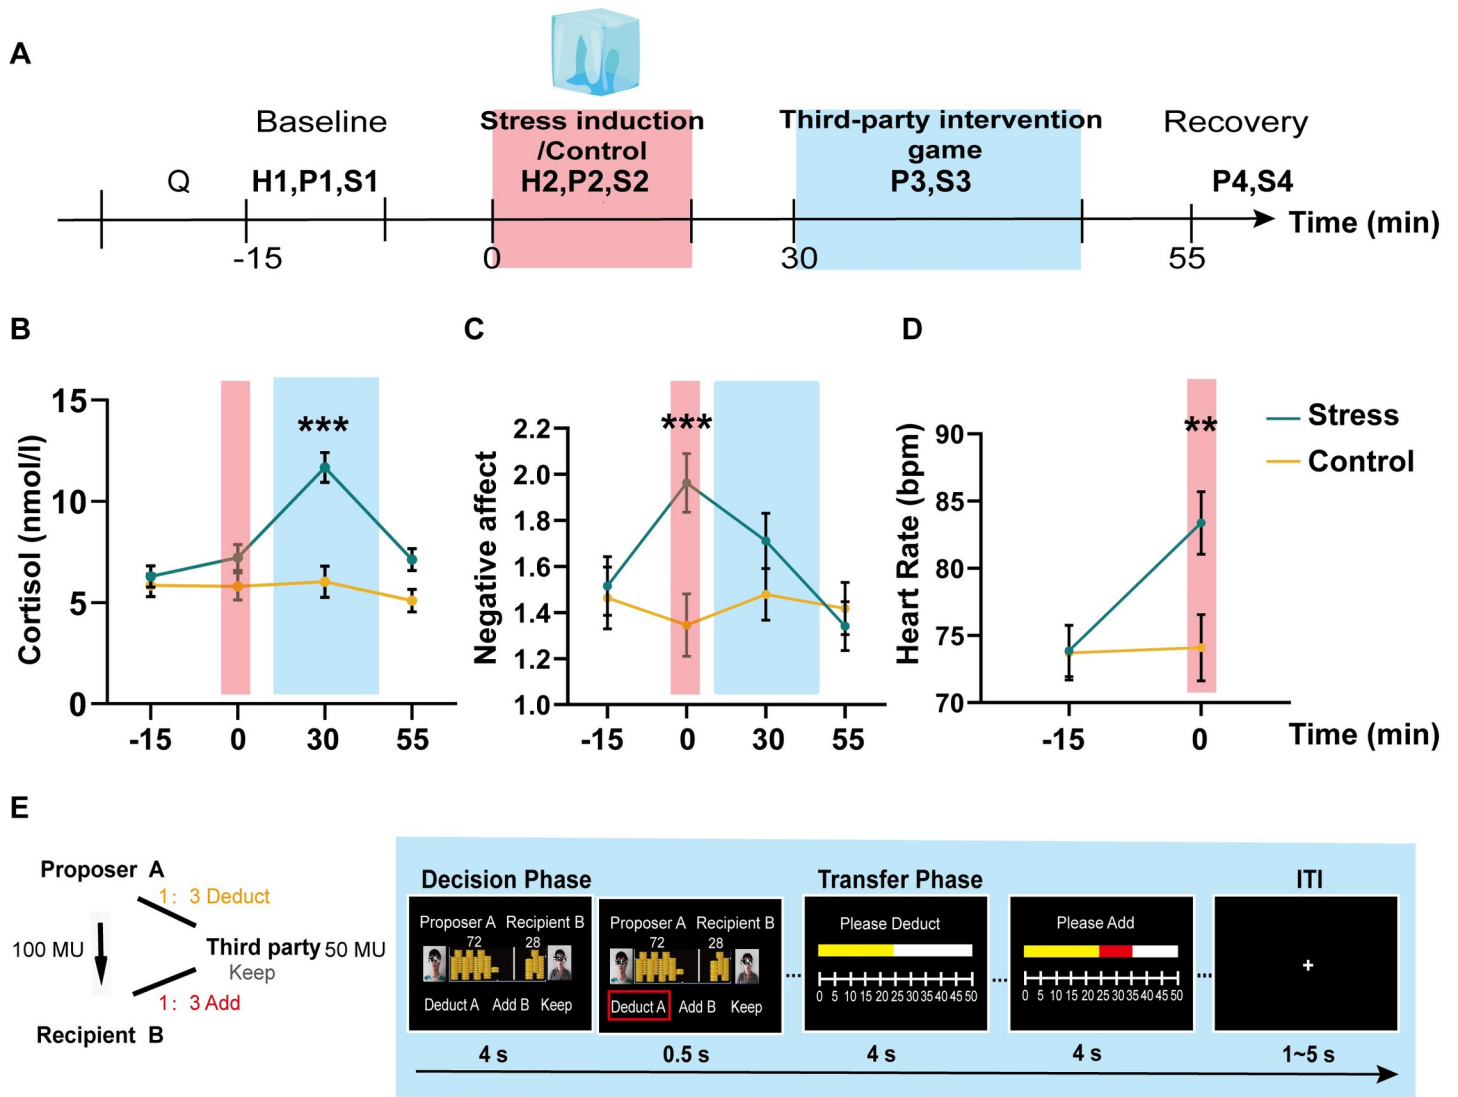 A
Baseline
Stress induction
/Control
Third-party intervention
game
Recovery
Q
H1,P1,S1
H2,P2,S2
P3,S3
P4,S4
Time (min)
-15
0
30
55
B
Cortisol (nmol/l)
15
10
5
0
***
-15 0 30 55
C
Negative affect
2.2
2.0
1.8
1.6
1.4
1.2
1.0
***
-15 0 30 55
D
Heart Rate (bpm)
90
85
80
75
70
**
-15 0
Time (min)
Stress
Control
E
Proposer A
1: 3 Deduct
100 MU
Third party 50 MU
Keep
1: 3 Add
Recipient B
Decision Phase
Transfer Phase
ITI
Proposer A Recipient B
72 28
Deduct A Add B Keep
4 s
Proposer A Recipient B
72 28
Deduct A Add B Keep
0.5 s
...
Please Deduct
0 5 10 15 20 25 30 35 40 45 50
4 s
...
Please Add
0 5 10 15 20 25 30 35 40 45 50
4 s
...
+
1~5 s